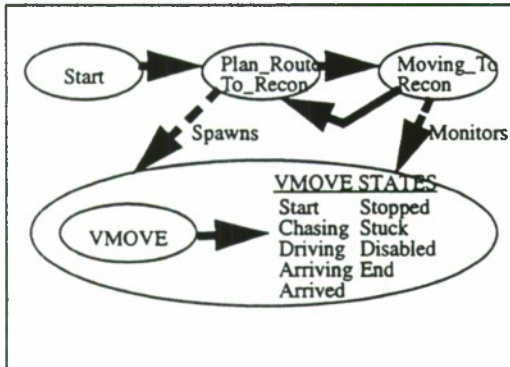 Start
Plan_Route
To_Recon
Moving_To
Recon
Spawns
Monitors
VMOVE
VMOVE STATES
Start Stopped
Chasing Stuck
Driving Disabled
Arriving End
Arrived